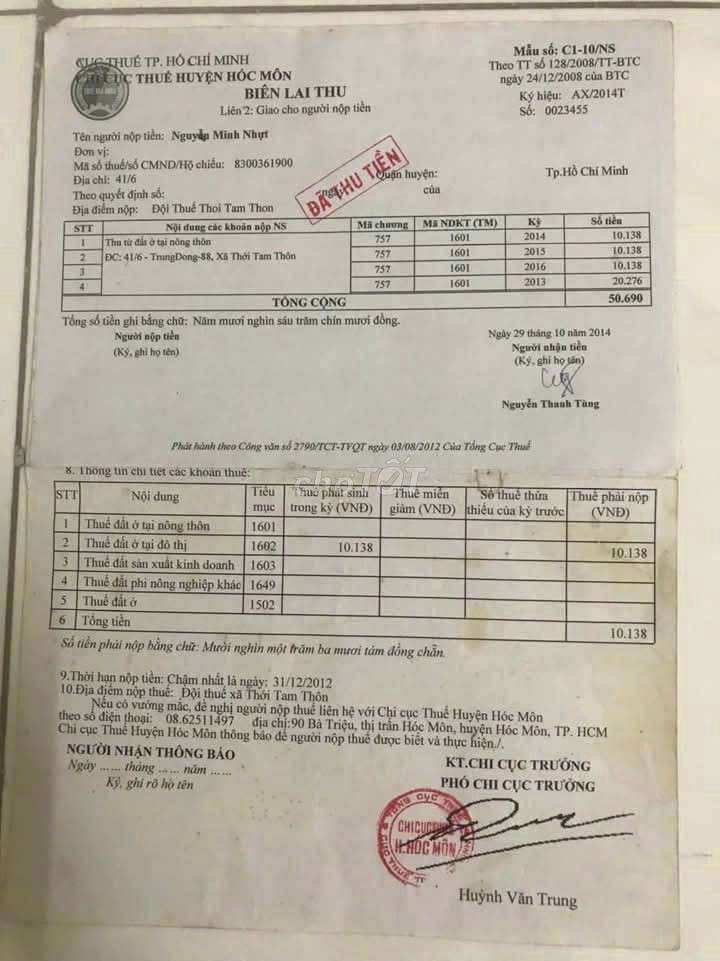 CỤC THUẾ TP. HỒ CHÍ MINH
CHI CỤC THUẾ HUYỆN HÓC MÔN
Mẫu số: C1-10/NS
Theo TT số 128/2008/TT-BTC
ngày 24/12/2008 của BTC
Ký hiệu: AX/2014T
Số: 0023455
BIÊN LAI THU
Liên 2: Giao cho người nộp tiền
Tên người nộp tiền: Nguyễn Minh Nhựt
Đơn vị:
Mã số thuế/số CMND/Hộ chiếu: 8300361900
Địa chỉ: 41/6 Quận huyện: Tp.Hồ Chí Minh
Theo quyết định số: ngày: của
ĐÃ THU TIỀN
Địa điểm nộp: Đội Thuế Thoi Tam Thon
STT Nội dung các khoản nộp NS Mã chương Mã NDKT (TM) Kỳ Số tiền
1 Thu từ đất ở tại nông thôn 757 1601 2014 10.138
2 ĐC: 41/6 - TrungDong-88, Xã Thới Tam Thôn 757 1601 2015 10.138
3 757 1601 2016 10.138
4 757 1601 2013 20.276
TỔNG CỘNG 50.690
Tổng số tiền ghi bằng chữ: Năm mươi nghìn sáu trăm chín mươi đồng.
Người nộp tiền
(Ký, ghi họ tên)
Ngày 29 tháng 10 năm 2014
Người nhận tiền
(Ký, ghi họ tên)
Nguyễn Thanh Tùng
Phát hành theo Công văn số 2790/TCT-TVQT ngày 03/08/2012 Của Tổng Cục Thuế
chợTỐT
8. Thông tin chi tiết các khoản thuế:
STT Nội dung Tiểu mục Thuế phát sinh trong kỳ (VNĐ) Thuế miễn giảm (VNĐ) Số thuế thừa thiếu của kỳ trước Thuế phải nộp (VNĐ)
1 Thuế đất ở tại nông thôn 1601
2 Thuế đất ở tại đô thị 1602 10.138 10.138
3 Thuế đất sản xuất kinh doanh 1603
4 Thuế đất phi nông nghiệp khác 1649
5 Thuế đất ở 1502
6 Tổng tiền 10.138
Số tiền phải nộp bằng chữ: Mười nghìn một trăm ba mươi tám đồng chẵn.
9.Thời hạn nộp tiền: Chậm nhất là ngày: 31/12/2012
10.Địa điểm nộp thuế: Đội thuế xã Thới Tam Thôn
Nếu có vướng mắc, đề nghị người nộp thuế liên hệ với Chi cục Thuế Huyện Hóc Môn
theo số điện thoại: 08.62511497 địa chỉ:90 Bà Triệu, thị trấn Hóc Môn, huyện Hóc Môn, TP. HCM
Chi cục Thuế Huyện Hóc Môn thông báo để người nộp thuế được biết và thực hiện./.
NGƯỜI NHẬN THÔNG BÁO
Ngày ...... tháng ...... năm ......
Ký, ghi rõ họ tên
KT.CHI CỤC TRƯỞNG
PHÓ CHI CỤC TRƯỞNG
CHI CỤC THUẾ
H.HÓC MÔN
Huỳnh Văn Trung